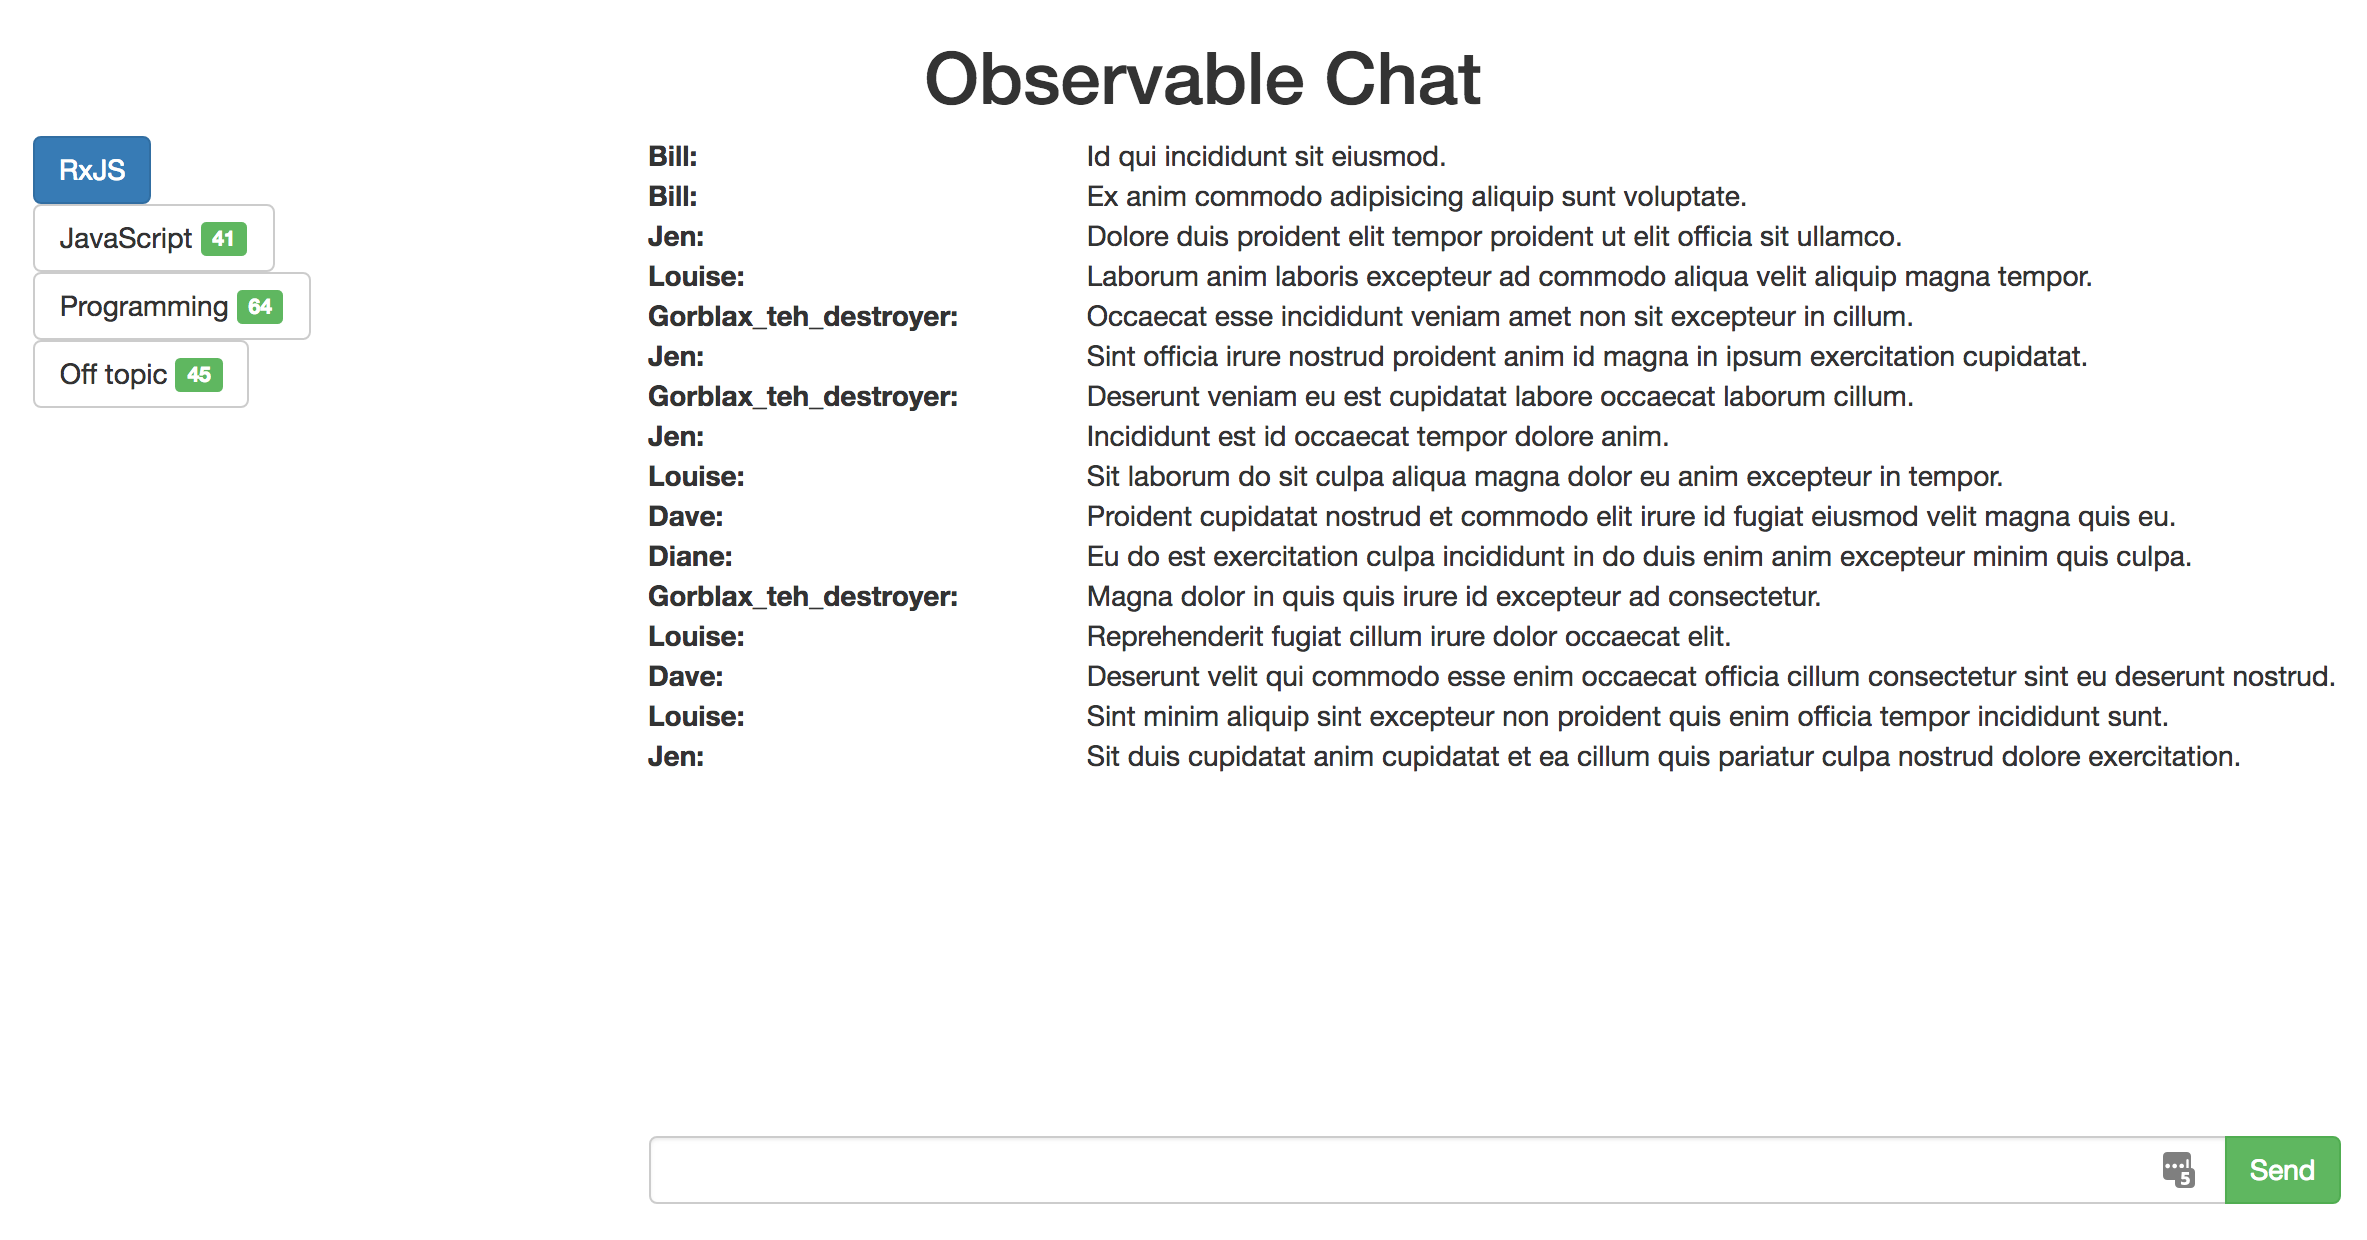 Observable Chat
RxJS
JavaScript 41
Programming 64
Off topic 45
Bill: Id qui incididunt sit eiusmod.
Bill: Ex anim commodo adipisicing aliquip sunt voluptate.
Jen: Dolore duis proident elit tempor proident ut elit officia sit ullamco.
Louise: Laborum anim laboris excepteur ad commodo aliqua velit aliquip magna tempor.
Gorblax_teh_destroyer: Occaecat esse incididunt veniam amet non sit excepteur in cillum.
Jen: Sint officia irure nostrud proident anim id magna in ipsum exercitation cupidatat.
Gorblax_teh_destroyer: Deserunt veniam eu est cupidatat labore occaecat laborum cillum.
Jen: Incididunt est id occaecat tempor dolore anim.
Louise: Sit laborum do sit culpa aliqua magna dolor eu anim excepteur in tempor.
Dave: Proident cupidatat nostrud et commodo elit irure id fugiat eiusmod velit magna quis eu.
Diane: Eu do est exercitation culpa incididunt in do duis enim anim excepteur minim quis culpa.
Gorblax_teh_destroyer: Magna dolor in quis quis irure id excepteur ad consectetur.
Louise: Reprehenderit fugiat cillum irure dolor occaecat elit.
Dave: Deserunt velit qui commodo esse enim occaecat officia cillum consectetur sint eu deserunt nostrud.
Louise: Sint minim aliquip sint excepteur non proident quis enim officia tempor incididunt sunt.
Jen: Sit duis cupidatat anim cupidatat et ea cillum quis pariatur culpa nostrud dolore exercitation.
5
Send